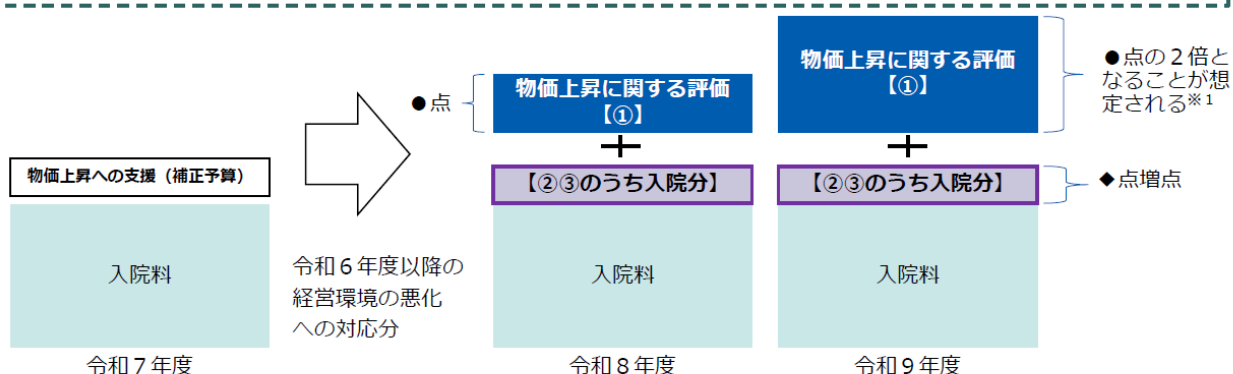 物価上昇への支援（補正予算）
入院料
令和７年度
令和６年度以降の
経営環境の悪化
への対応分
●点
物価上昇に関する評価
【①】
＋
【②③のうち入院分】
入院料
令和８年度
物価上昇に関する評価
【①】
＋
【②③のうち入院分】
入院料
令和９年度
●点の２倍と
なることが想
定される※1
◆点増点